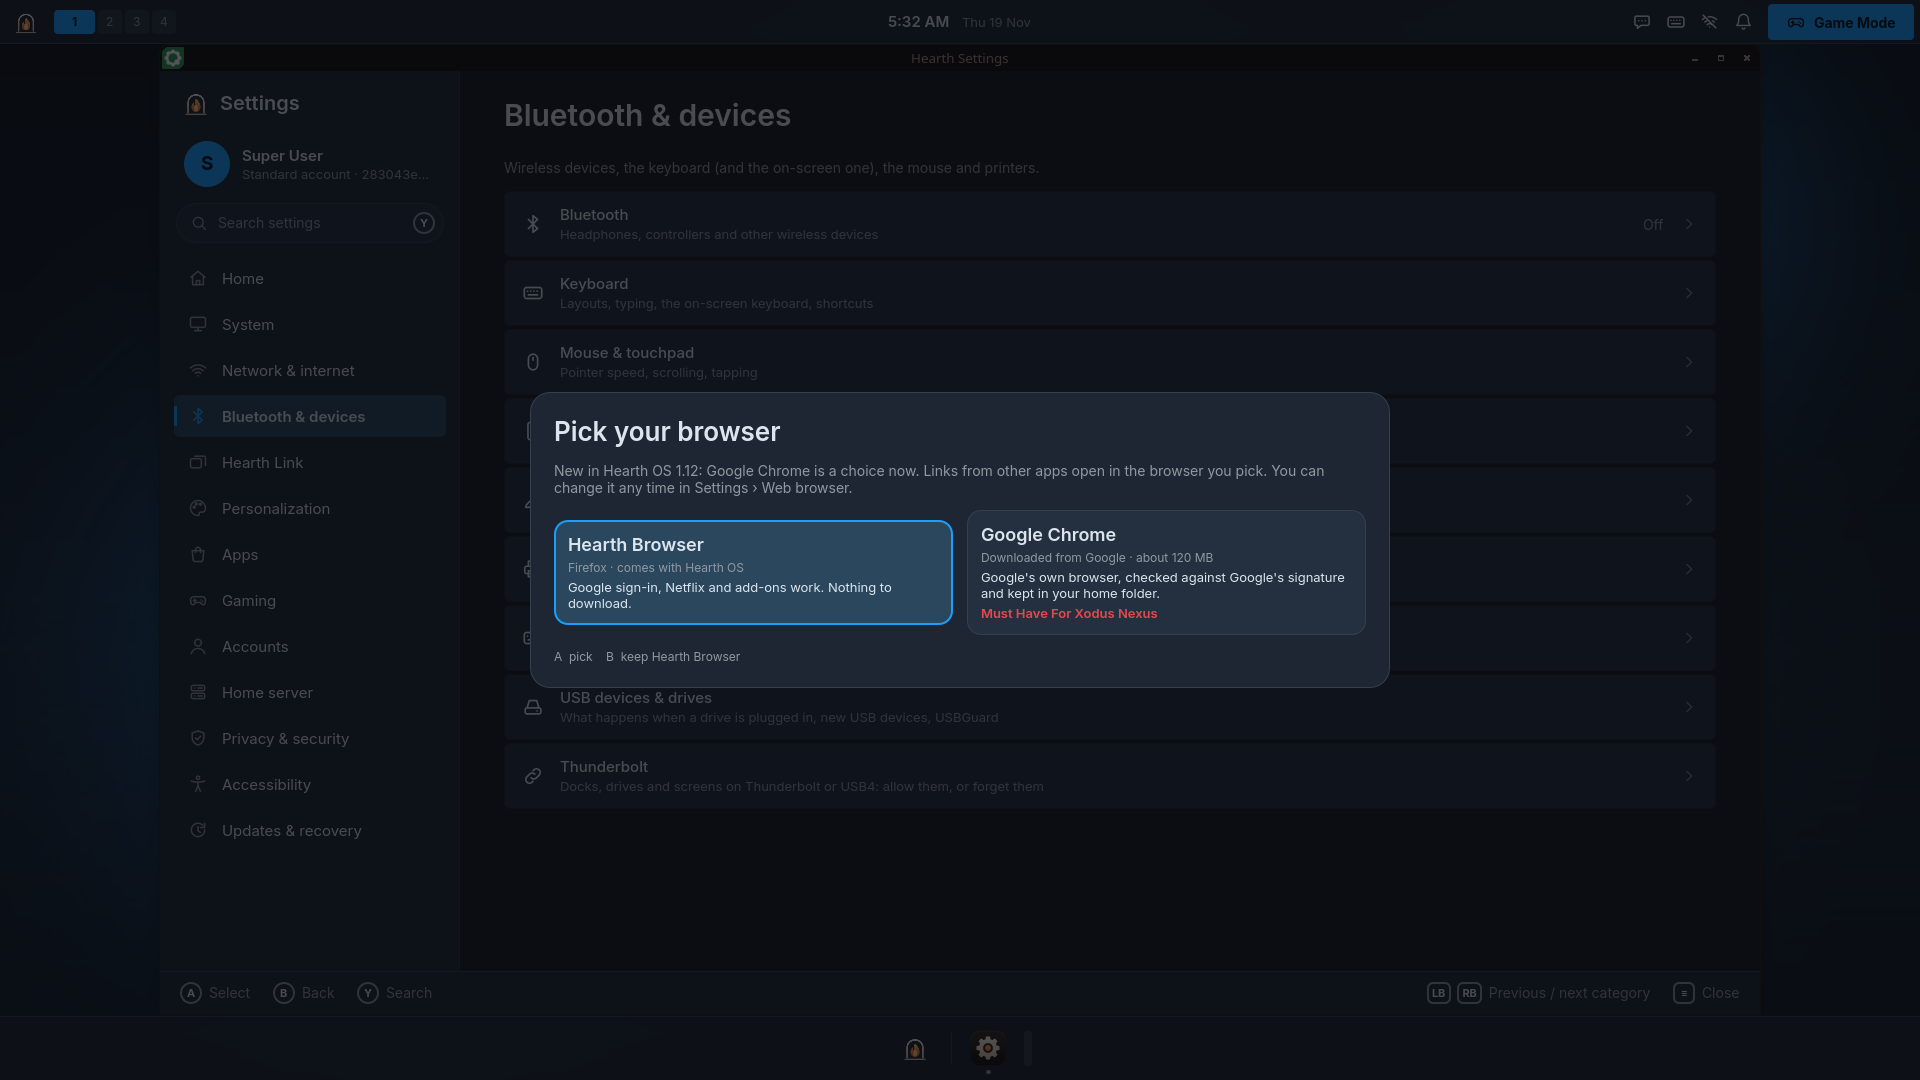 1
2
3
4
5:32 AM
Thu 19 Nov
Game Mode
Hearth Settings
Settings
S
Super User
Standard account · 283043e...
Search settings
Y
Home
System
Network & internet
Bluetooth & devices
Hearth Link
Personalization
Apps
Gaming
Accounts
Home server
Privacy & security
Accessibility
Updates & recovery
Bluetooth & devices
Wireless devices, the keyboard (and the on-screen one), the mouse and printers.
Bluetooth
Headphones, controllers and other wireless devices
Off
Keyboard
Layouts, typing, the on-screen keyboard, shortcuts
Mouse & touchpad
Pointer speed, scrolling, tapping
Pick your browser
New in Hearth OS 1.12: Google Chrome is a choice now. Links from other apps open in the browser you pick. You can
change it any time in Settings › Web browser.
Hearth Browser
Firefox · comes with Hearth OS
Google sign-in, Netflix and add-ons work. Nothing to
download.
Google Chrome
Downloaded from Google · about 120 MB
Google's own browser, checked against Google's signature
and kept in your home folder.
Must Have For Xodus Nexus
A pick B keep Hearth Browser
USB devices & drives
What happens when a drive is plugged in, new USB devices, USBGuard
Thunderbolt
Docks, drives and screens on Thunderbolt or USB4: allow them, or forget them
A Select B Back Y Search
LB RB Previous / next category
Close